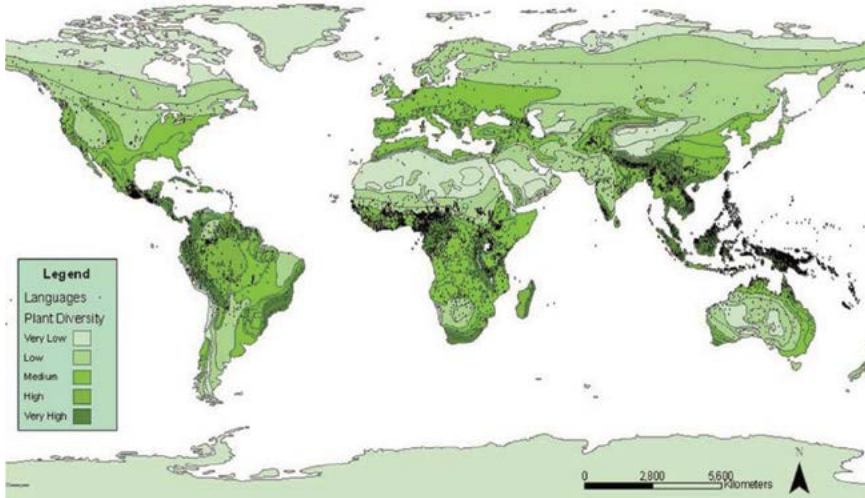 Legend
Languages
Plant Diversity
Very Low
Low
Medium
High
Very High
N
0 2,800 5,600
Kilometers